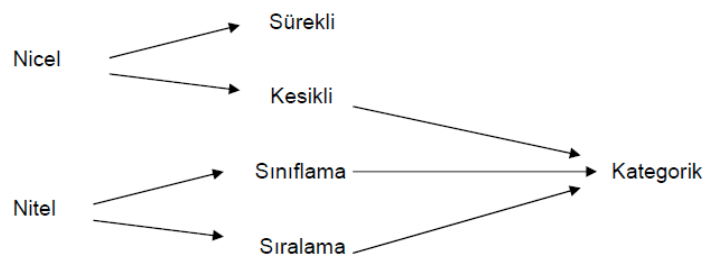 Sürekli
Nicel
Kesikli
Sınıflama
Kategorik
Nitel
Sıralama